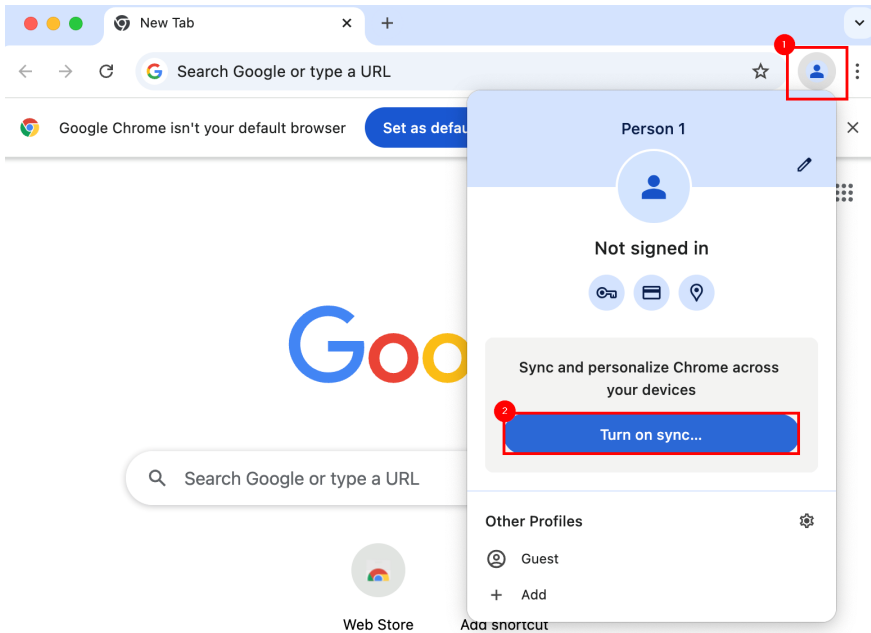 New Tab
1
Search Google or type a URL
Google Chrome isn't your default browser
Set as defau
Person 1
Not signed in
Goo
Sync and personalize Chrome across
your devices
2
Turn on sync...
Search Google or type a URL
Other Profiles
Guest
Add
Web Store
Add shortcut